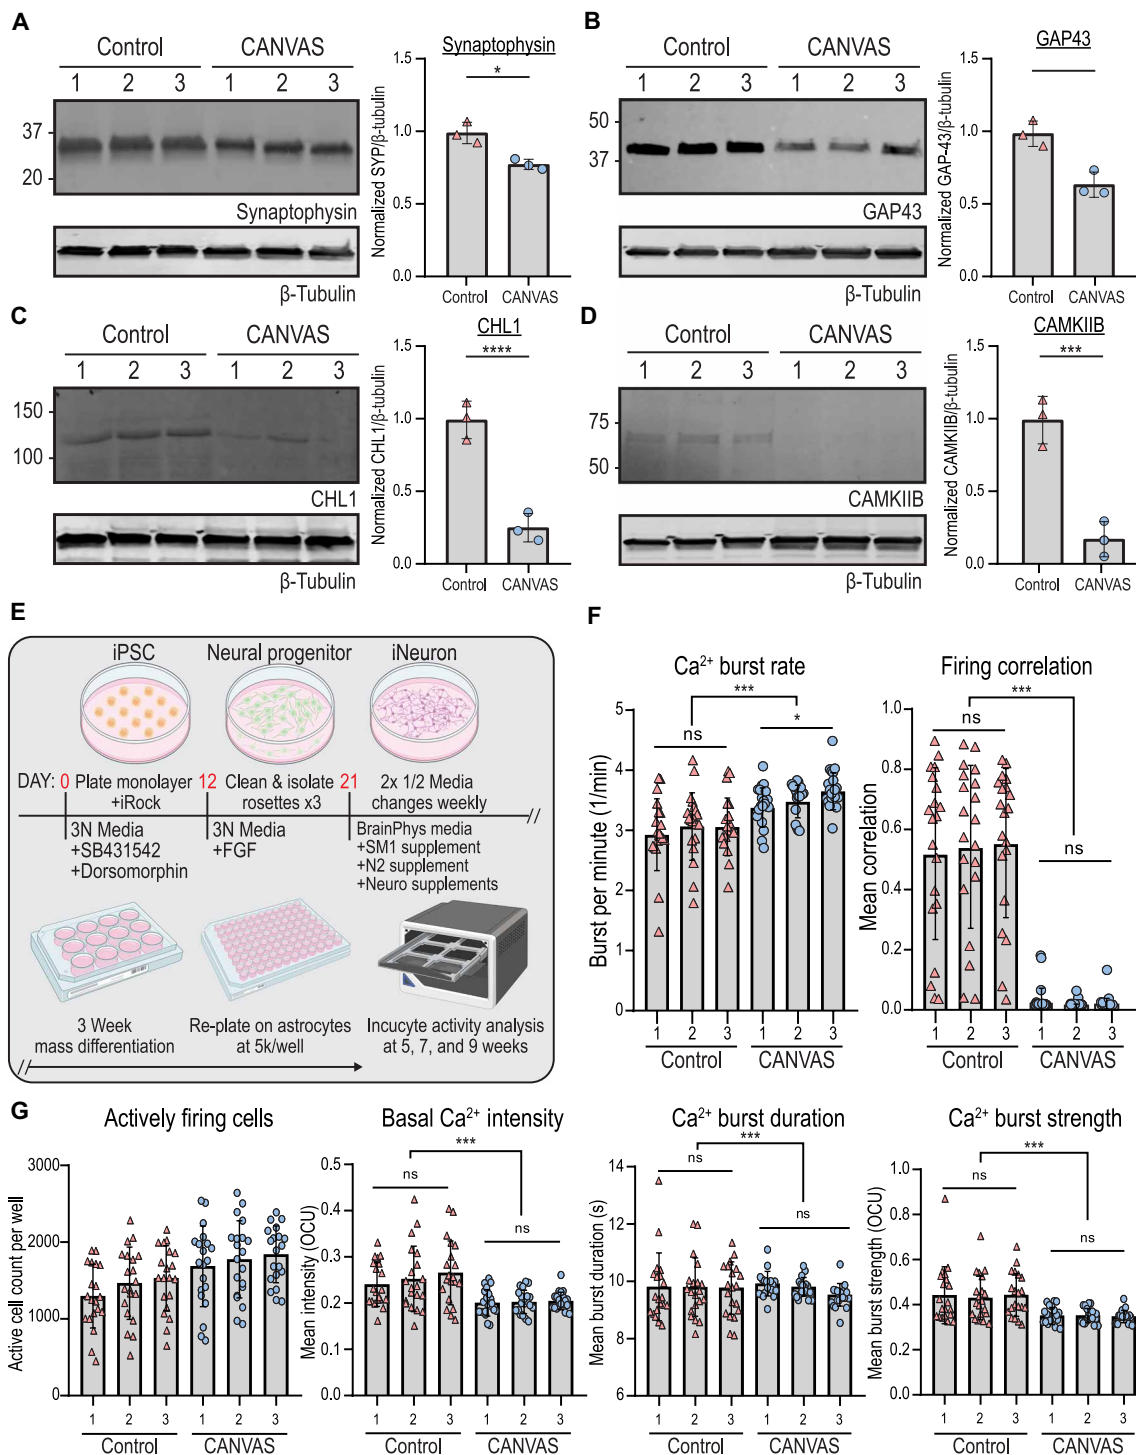 A
Control CANVAS
1 2 3 1 2 3
37
20
Synaptophysin
β-Tubulin
Synaptophysin
*
1.5
1.0
0.5
0.0
Normalized SYP/β-tubulin
Control CANVAS
B
Control CANVAS
1 2 3 1 2 3
50
37
GAP43
β-Tubulin
GAP43
1.5
1.0
0.5
0.0
Normalized GAP-43/β-tubulin
Control CANVAS
C
Control CANVAS
1 2 3 1 2 3
150
100
CHL1
β-Tubulin
CHL1
****
1.5
1.0
0.5
0.0
Normalized CHL1/β-tubulin
Control CANVAS
D
Control CANVAS
1 2 3 1 2 3
75
50
CAMKIIB
β-Tubulin
CAMKIIB
***
1.5
1.0
0.5
0.0
Normalized CAMKIIB/β-tubulin
Control CANVAS
E
iPSC Neural progenitor iNeuron
DAY: 0 Plate monolayer 12 Clean & isolate 21 2x 1/2 Media
+iRock rosettes x3 changes weekly
3N Media
+SB431542
+Dorsomorphin
3N Media
+FGF
BrainPhys media
+SM1 supplement
+N2 supplement
+Neuro supplements
3 Week
mass differentiation
Re-plate on astrocytes
at 5k/well
Incucyte activity analysis
at 5, 7, and 9 weeks
F
Ca²⁺ burst rate
***
*
ns
5
4
3
2
1
0
Burst per minute (1/min)
1 2 3 1 2 3
Control CANVAS
Firing correlation
***
ns
ns
1.0
0.8
0.6
0.4
0.2
0.0
Mean correlation
1 2 3 1 2 3
Control CANVAS
G
Actively firing cells
3000
2000
1000
0
Active cell count per well
1 2 3 1 2 3
Control CANVAS
Basal Ca²⁺ intensity
***
ns
ns
0.5
0.4
0.3
0.2
0.1
0.0
Mean intensity (OCU)
1 2 3 1 2 3
Control CANVAS
Ca²⁺ burst duration
***
ns
ns
16
14
12
10
8
6
Mean burst duration (s)
1 2 3 1 2 3
Control CANVAS
Ca²⁺ burst strength
***
ns
ns
1.0
0.8
0.6
0.4
0.2
0.0
Mean burst strength (OCU)
1 2 3 1 2 3
Control CANVAS